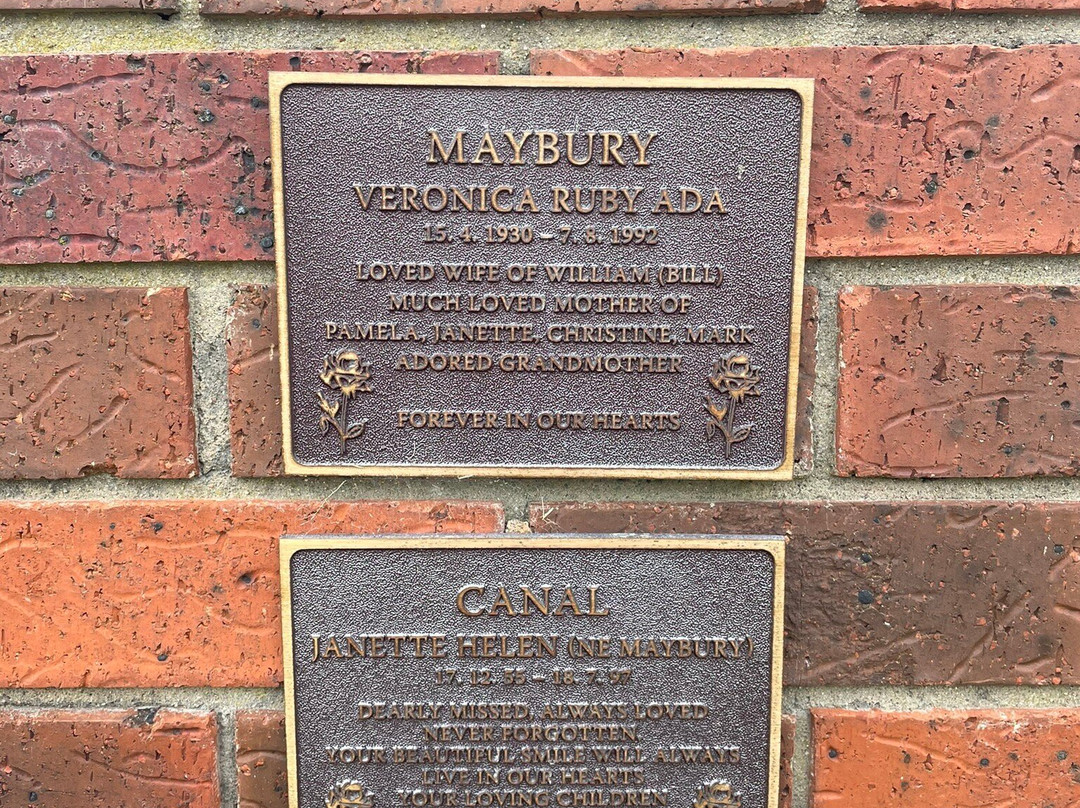 MAYBURY
VERONICA RUBY ADA
15. 4. 1930 – 7. 8. 1992
LOVED WIFE OF WILLIAM (BILL)
MUCH LOVED MOTHER OF
PAMELA, JANETTE, CHRISTINE, MARK
ADORED GRANDMOTHER
FOREVER IN OUR HEARTS
CANAL
JANETTE HELEN (NE MAYBURY)
17. 12. 55 – 18. 7. 97
DEARLY MISSED, ALWAYS LOVED
NEVER FORGOTTEN.
YOUR BEAUTIFUL SMILE WILL ALWAYS
LIVE IN OUR HEARTS.
YOUR LOVING CHILDREN